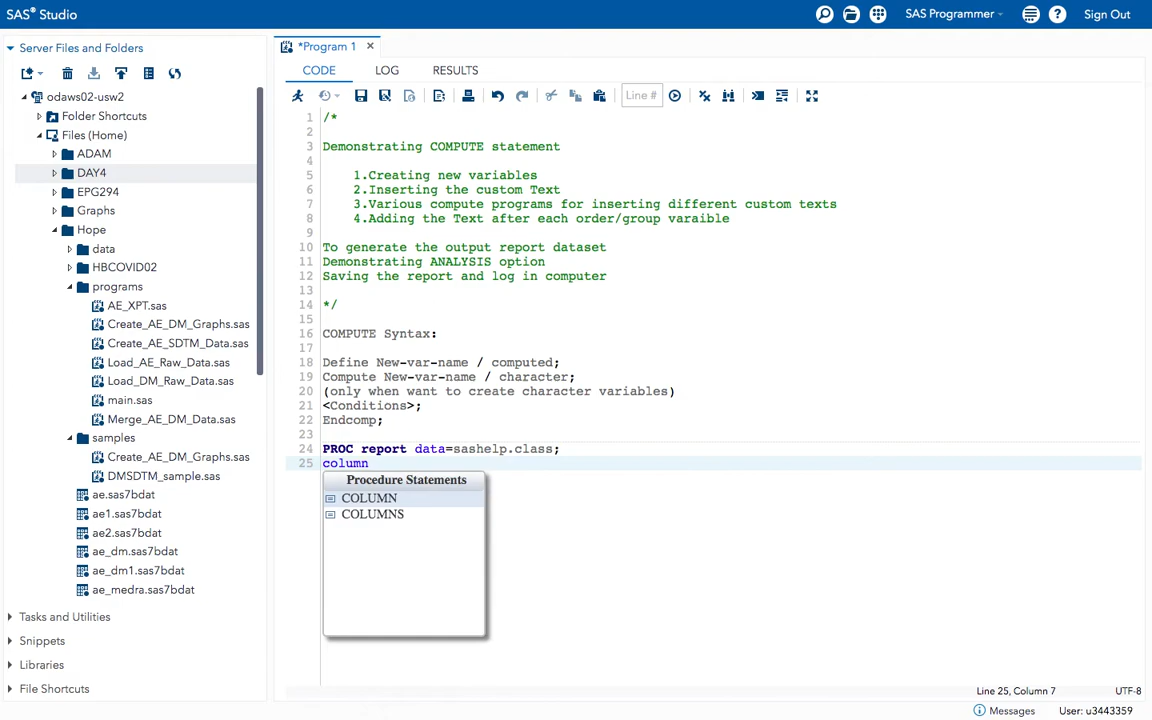 SAS® Studio
SAS Programmer
Sign Out
Server Files and Folders
odaws02-usw2
Folder Shortcuts
Files (Home)
ADAM
DAY4
EPG294
Graphs
Hope
data
HBCOVID02
programs
AE_XPT.sas
Create_AE_DM_Graphs.sas
Create_AE_SDTM_Data.sas
Load_AE_Raw_Data.sas
Load_DM_Raw_Data.sas
main.sas
Merge_AE_DM_Data.sas
samples
Create_AE_DM_Graphs.sas
DMSDTM_sample.sas
ae.sas7bdat
ae1.sas7bdat
ae2.sas7bdat
ae_dm.sas7bdat
ae_dm1.sas7bdat
ae_medra.sas7bdat
Tasks and Utilities
Snippets
Libraries
File Shortcuts
*Program 1
CODE LOG RESULTS
Line #
1 /*
2
3 Demonstrating COMPUTE statement
4
5 1.Creating new variables
6 2.Inserting the custom Text
7 3.Various compute programs for inserting different custom texts
8 4.Adding the Text after each order/group varaible
9
10 To generate the output report dataset
11 Demonstrating ANALYSIS option
12 Saving the report and log in computer
13
14 */
15
16 COMPUTE Syntax:
17
18 Define New-var-name / computed;
19 Compute New-var-name / character;
20 (only when want to create character variables)
21 <Conditions>;
22 Endcomp;
23
24 PROC report data=sashelp.class;
25 column
Procedure Statements
COLUMN
COLUMNS
Line 25, Column 7
UTF-8
Messages
User: u3443359